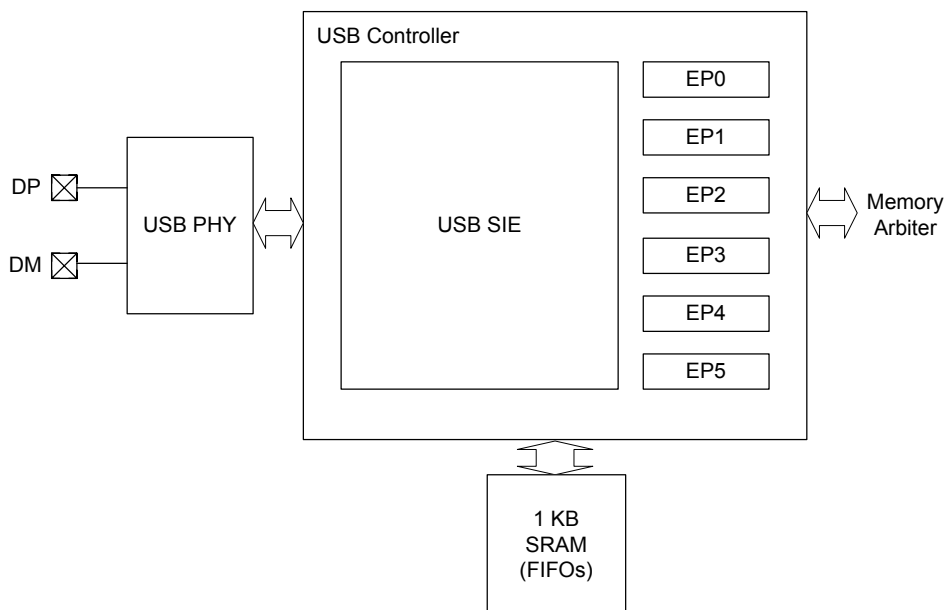 USB Controller
EP0
EP1
EP2
EP3
EP4
EP5
USB SIE
DP
DM
USB PHY
Memory
Arbiter
1 KB
SRAM
(FIFOs)